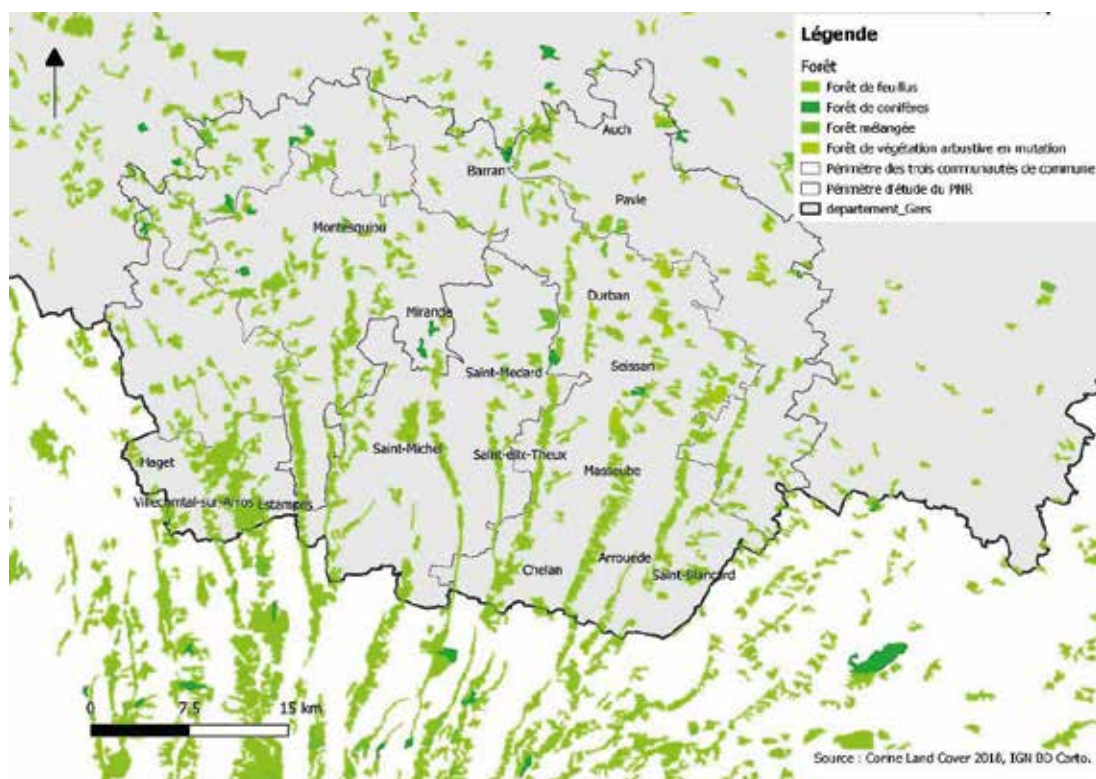 Légende
Forêt
Forêt de feuillus
Forêt de conifères
Forêt mélangée
Forêt de végétation arbustive en mutation
Périmètre des trois communautés de commune
Périmètre d'étude du PNR
departement_Gers
Auch
Barran
Pavie
Montesquiou
Durban
Mirande
Saint-Médard
Seissan
Saint-Michel
Saint-Elix-Theux
Haget
Masseube
Villecomtal-sur-Arros
Estampes
Chelan
Arrouede
Saint-Blancard
0 7.5 15 km
Source : Corine Land Cover 2018, IGN BD Carto.